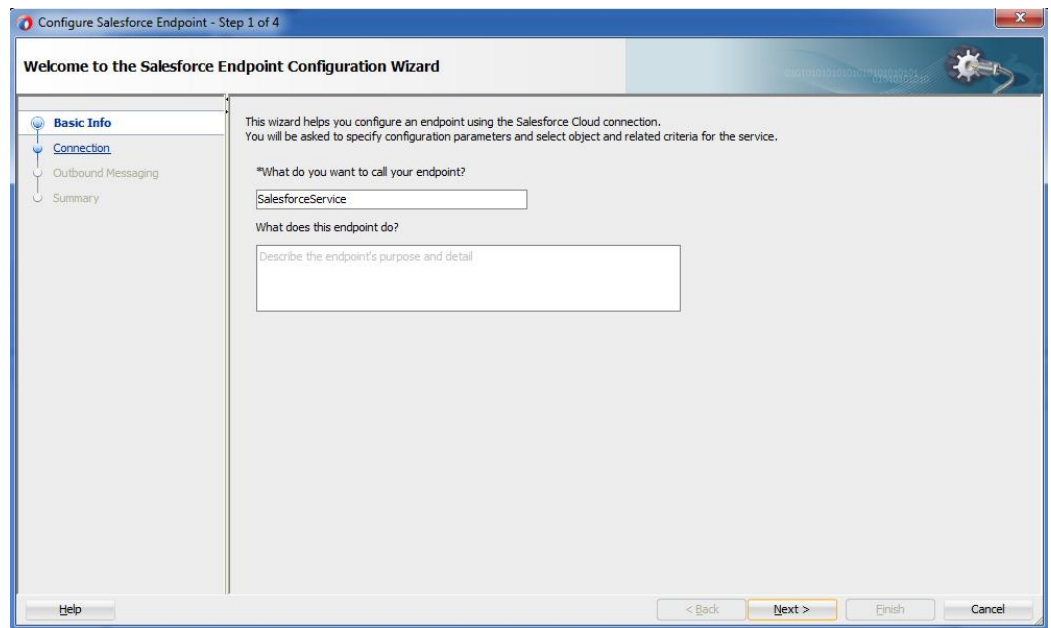 Configure Salesforce Endpoint - Step 1 of 4
Welcome to the Salesforce Endpoint Configuration Wizard
Basic Info
Connection
Outbound Messaging
Summary
This wizard helps you configure an endpoint using the Salesforce Cloud connection.
You will be asked to specify configuration parameters and select object and related criteria for the service.
*What do you want to call your endpoint?
SalesforceService
What does this endpoint do?
Describe the endpoint's purpose and detail
Help
< Back
Next >
Finish
Cancel